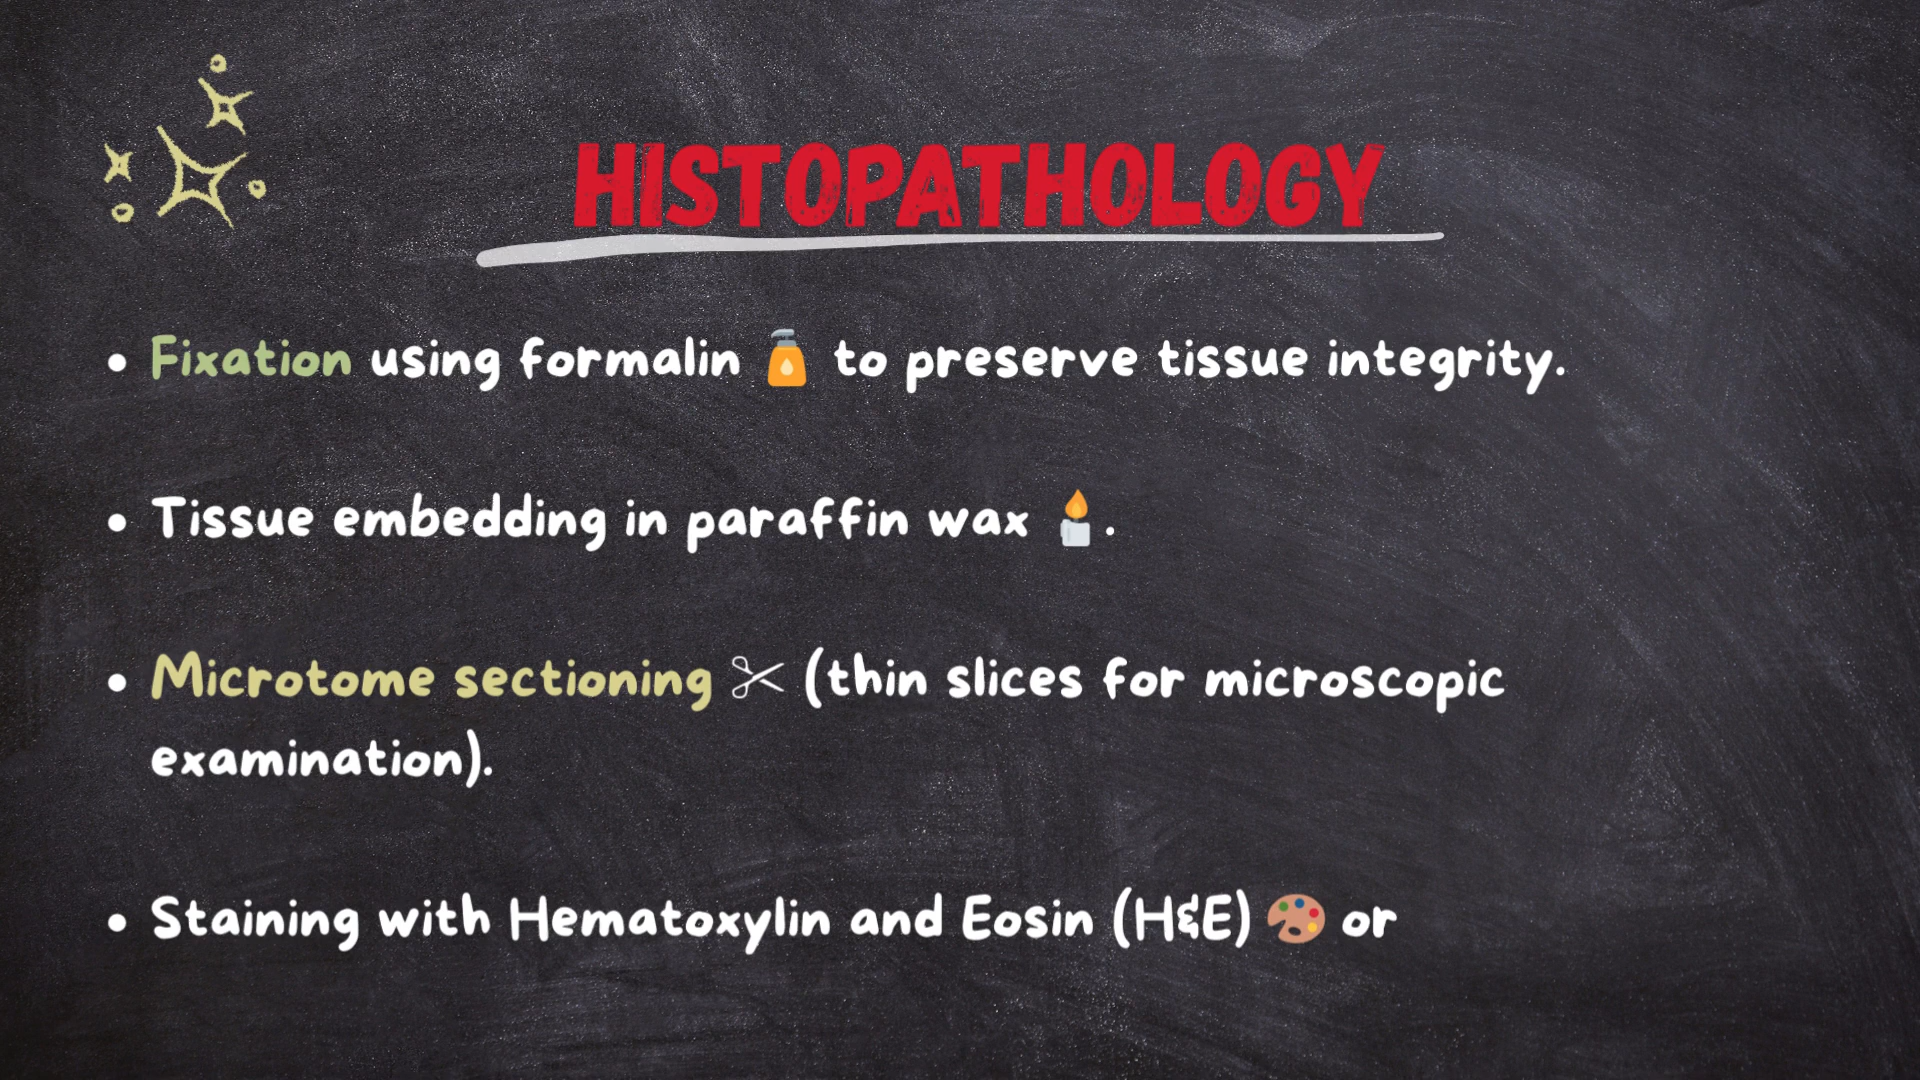 HISTOPATHOLOGY
• Fixation using formalin 🧴 to preserve tissue integrity.
• Tissue embedding in paraffin wax 🕯️.
• Microtome sectioning ✂ (thin slices for microscopic
examination).
• Staining with Hematoxylin and Eosin (H&E) 🎨 or